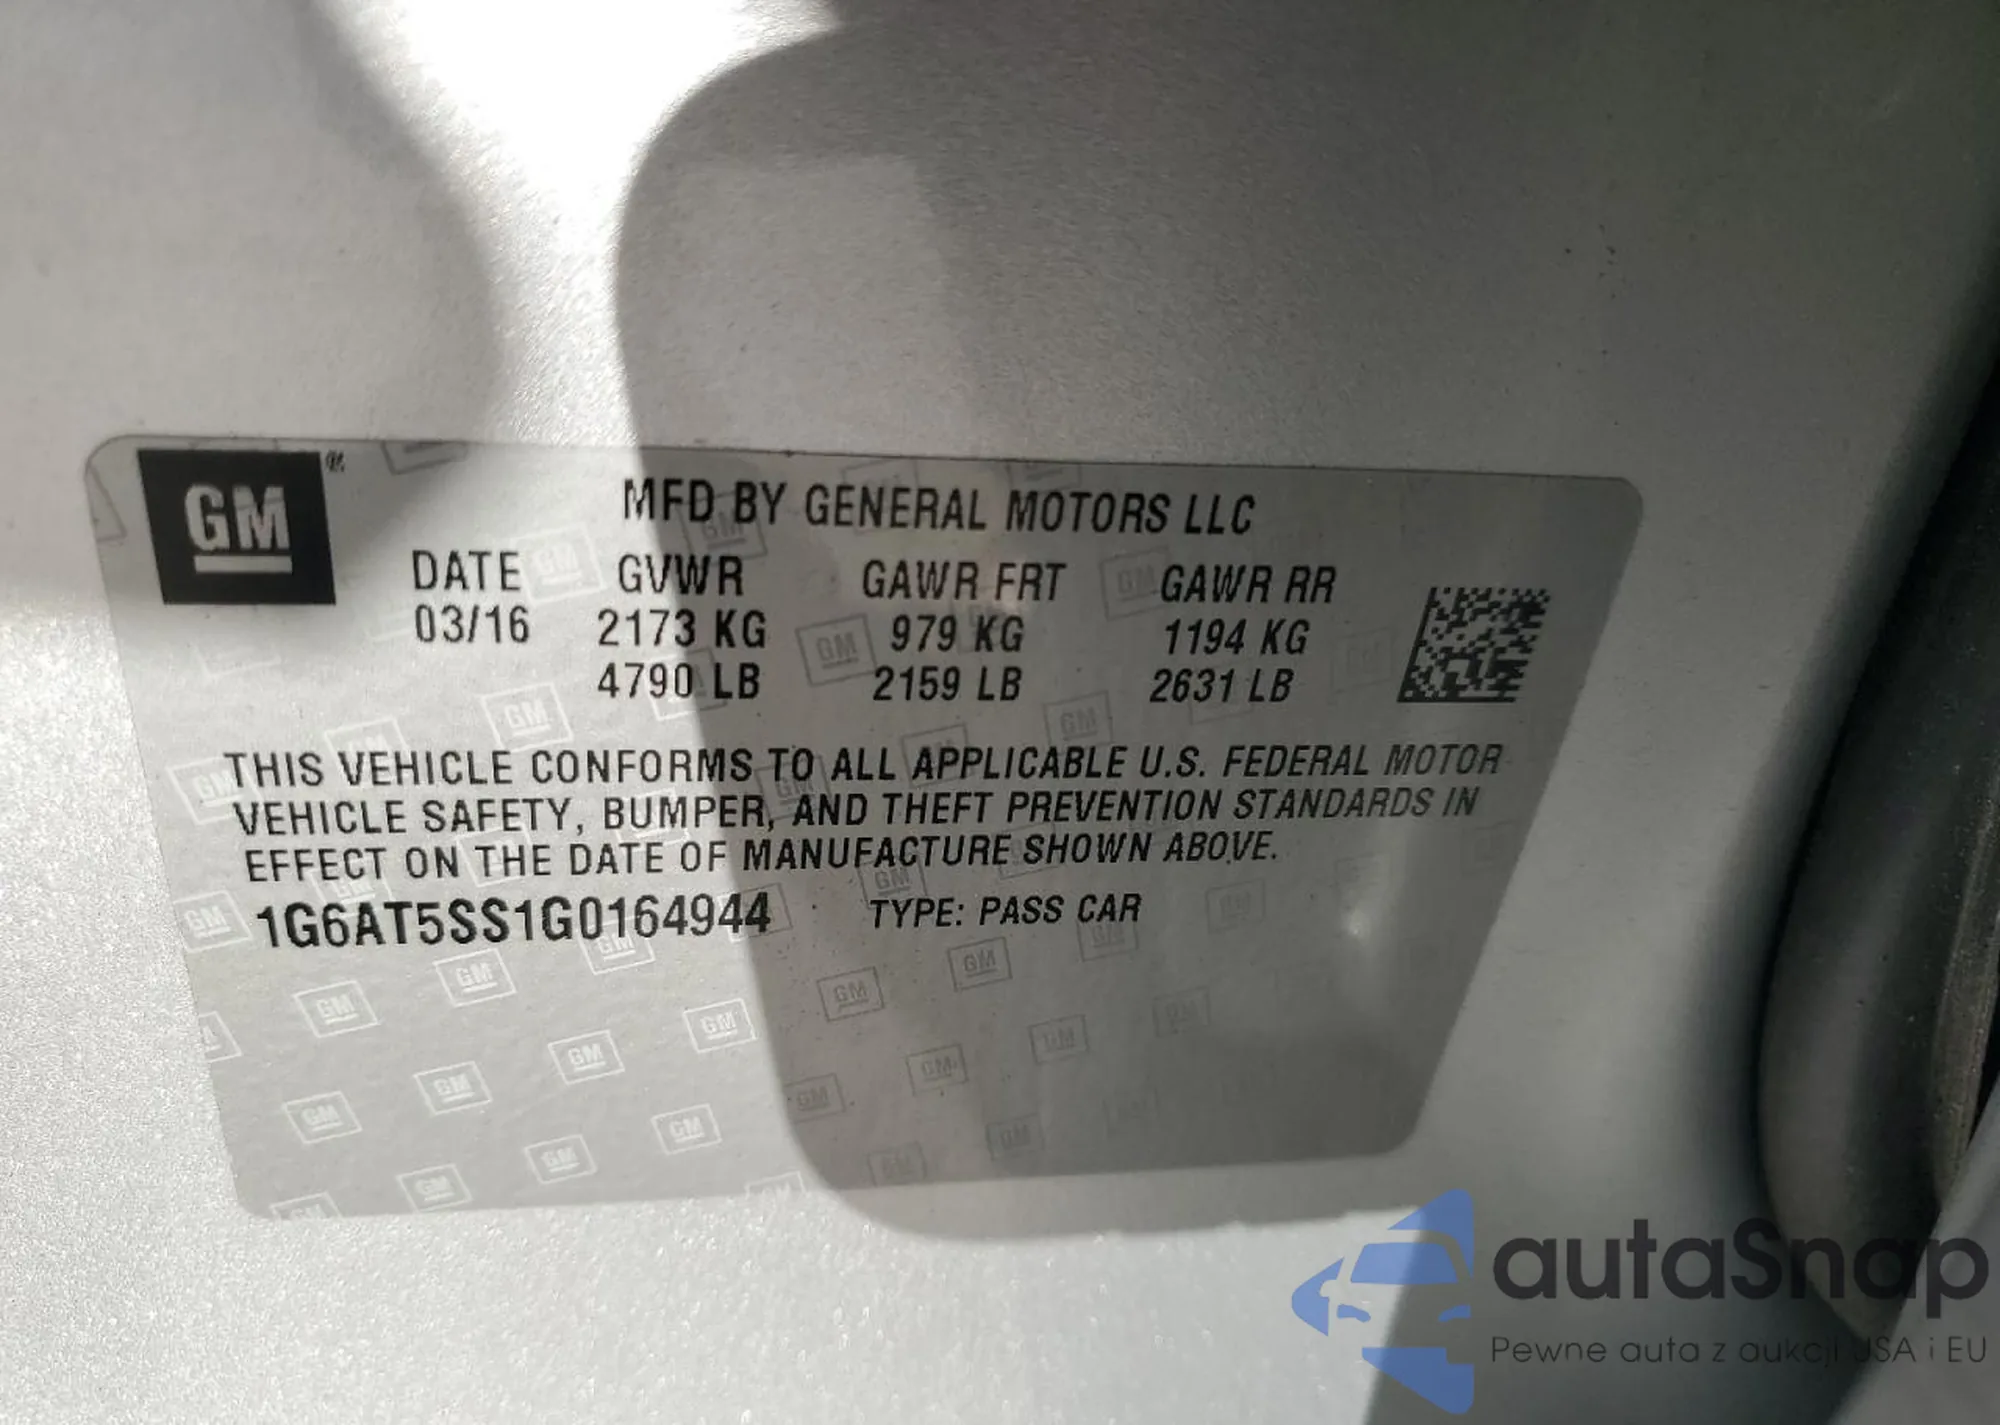 GM®
MFD BY GENERAL MOTORS LLC
DATE GVWR GAWR FRT GAWR RR
03/16 2173 KG 979 KG 1194 KG
4790 LB 2159 LB 2631 LB
THIS VEHICLE CONFORMS TO ALL APPLICABLE U.S. FEDERAL MOTOR
VEHICLE SAFETY, BUMPER, AND THEFT PREVENTION STANDARDS IN
EFFECT ON THE DATE OF MANUFACTURE SHOWN ABOVE.
1G6AT5SS1G0164944 TYPE: PASS CAR
autaSnap
Pewne auta z aukcji USA i EU